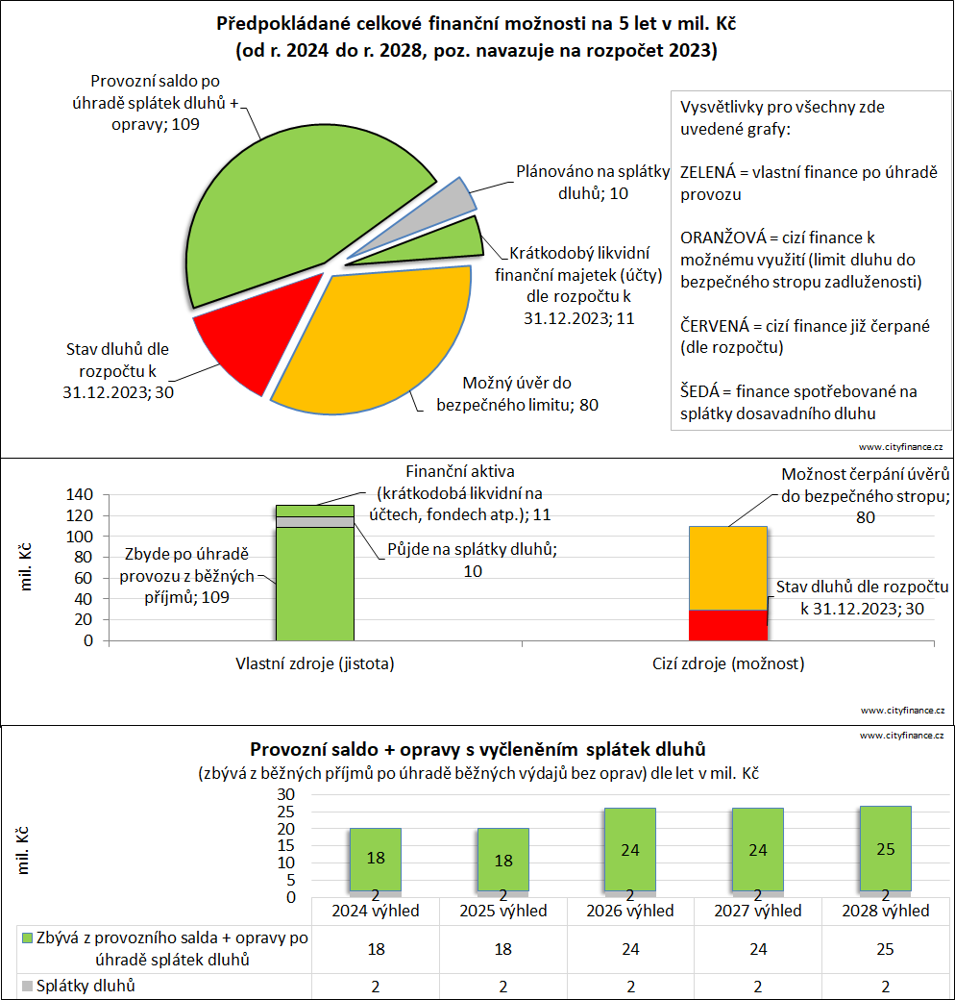 Předpokládané celkové finanční možnosti na 5 let v mil. Kč
(od r. 2024 do r. 2028, poz. navazuje na rozpočet 2023)
Provozní saldo po
úhradě splátek dluhů +
opravy; 109
Plánováno na splátky
dluhů; 10
Krátkodobý likvidní
finanční majetek (účty)
dle rozpočtu k
31.12.2023; 11
Stav dluhů dle
rozpočtu k
31.12.2023; 30
Možný úvěr do
bezpečného limitu; 80
Vysvětlivky pro všechny zde
uvedené grafy:
ZELENÁ = vlastní finance po úhradě
provozu
ORANŽOVÁ = cizí finance k
možnému využití (limit dluhu do
bezpečného stropu zadluženosti)
ČERVENÁ = cizí finance již čerpané
(dle rozpočtu)
ŠEDÁ = finance spotřebované na
splátky dosavadního dluhu
www.cityfinance.cz
mil. Kč
140
120
100
80
60
40
20
0
Finanční aktiva
(krátkodobá likvidní na
účtech, fondech atp.); 11
Půjde na splátky dluhů;
10
Zbyde po úhradě
provozu z běžných
příjmů; 109
Možnost čerpání úvěrů
do bezpečného stropu;
80
Stav dluhů dle rozpočtu
k 31.12.2023; 30
Vlastní zdroje (jistota)
Cizí zdroje (možnost)
www.cityfinance.cz
www.cityfinance.cz
Provozní saldo + opravy s vyčleněním splátek dluhů
(zbývá z běžných příjmů po úhradě běžných výdajů bez oprav) dle let v mil. Kč
mil. Kč
30
25
20
15
10
5
0
18 18 24 24 25
2 2 2 2 2
2024 výhled 2025 výhled 2026 výhled 2027 výhled 2028 výhled
Zbývá z provozního salda + opravy po
úhradě splátek dluhů
18 18 24 24 25
Splátky dluhů 2 2 2 2 2